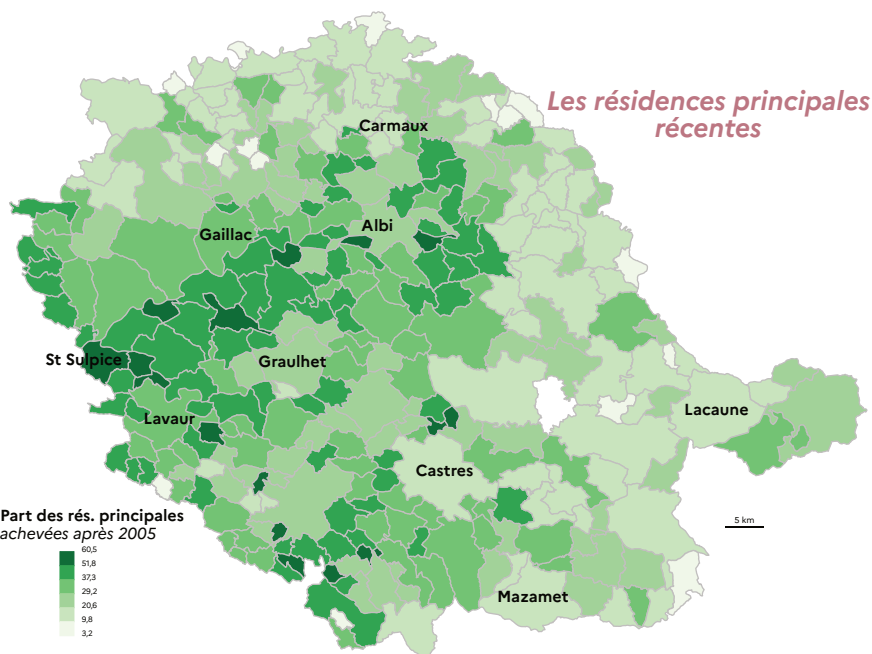 Les résidences principales
récentes
Carmaux
Albi
Gaillac
St Sulpice
Graulhet
Lavaur
Lacaune
Castres
Mazamet
5 km
Part des rés. principales
achevées après 2005
60,5
51,8
37,3
29,2
20,6
9,8
3,2